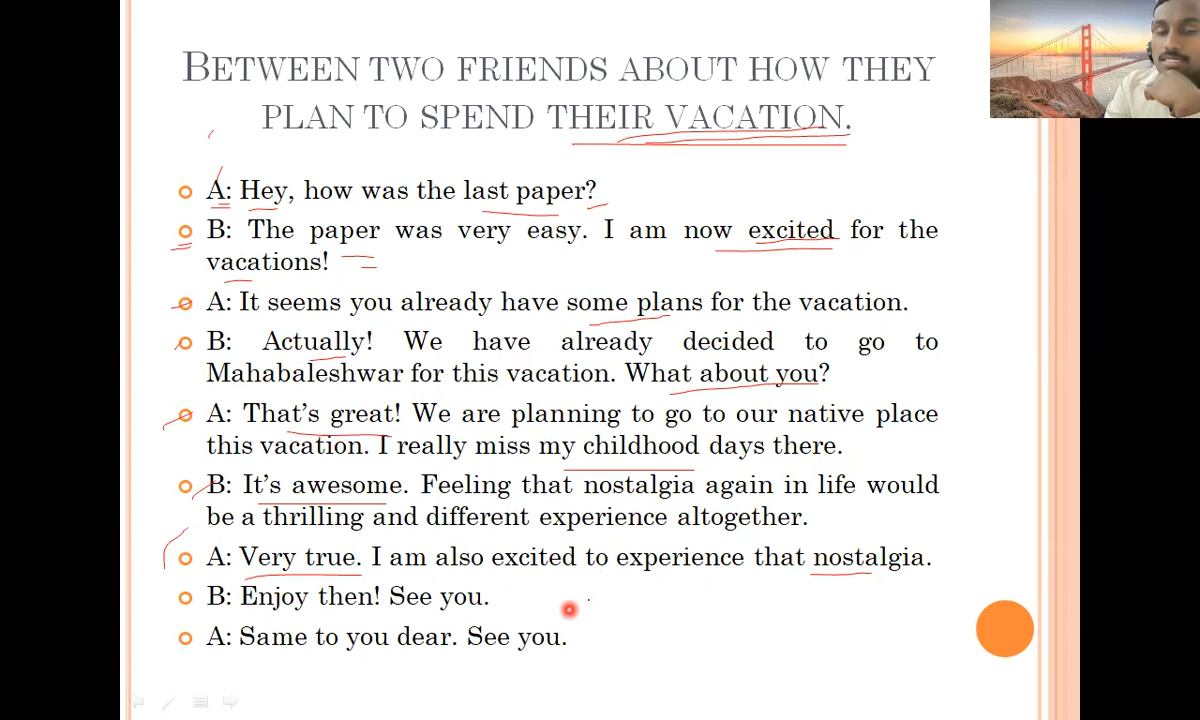 BETWEEN TWO FRIENDS ABOUT HOW THEY
PLAN TO SPEND THEIR VACATION.
A: Hey, how was the last paper?
B: The paper was very easy. I am now excited for the
vacations!
A: It seems you already have some plans for the vacation.
B: Actually! We have already decided to go to
Mahabaleshwar for this vacation. What about you?
A: That's great! We are planning to go to our native place
this vacation. I really miss my childhood days there.
B: It's awesome. Feeling that nostalgia again in life would
be a thrilling and different experience altogether.
A: Very true. I am also excited to experience that nostalgia.
B: Enjoy then! See you.
A: Same to you dear. See you.